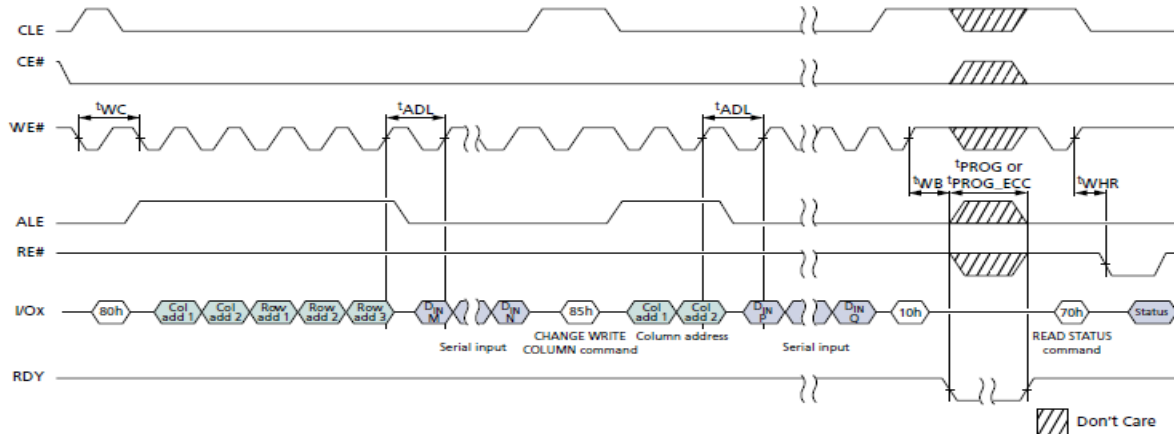 CLE
CE#
tWC
tADL
tADL
WE#
tWB
tPROG or
tPROG_ECC
tWHR
ALE
RE#
I/Ox
80h
Col add 1
Col add 2
Row add 1
Row add 2
Row add 3
DIN M
DIN N
85h
Col add 1
Col add 2
DIN P
DIN Q
10h
70h
Status
Serial input
CHANGE WRITE
COLUMN command
Column address
Serial input
READ STATUS
command
RDY
Don't Care